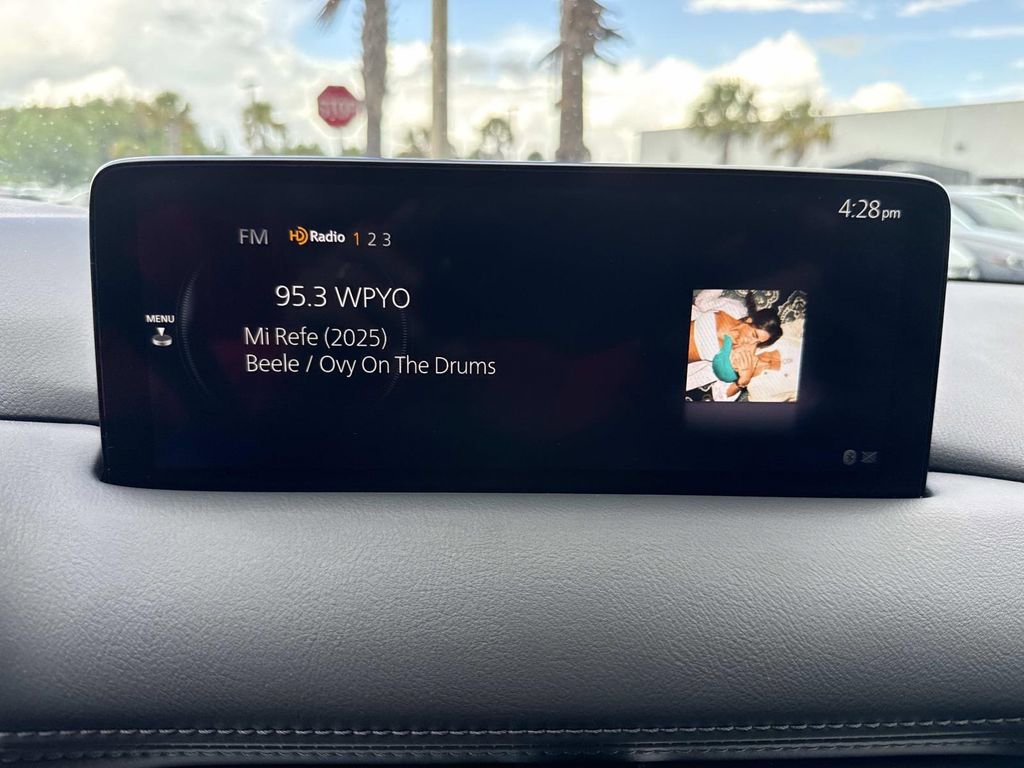 STOP
4:28pm
FM HD Radio 1 2 3
95.3 WPYO
MENU
Mi Refe (2025)
Beele / Ovy On The Drums